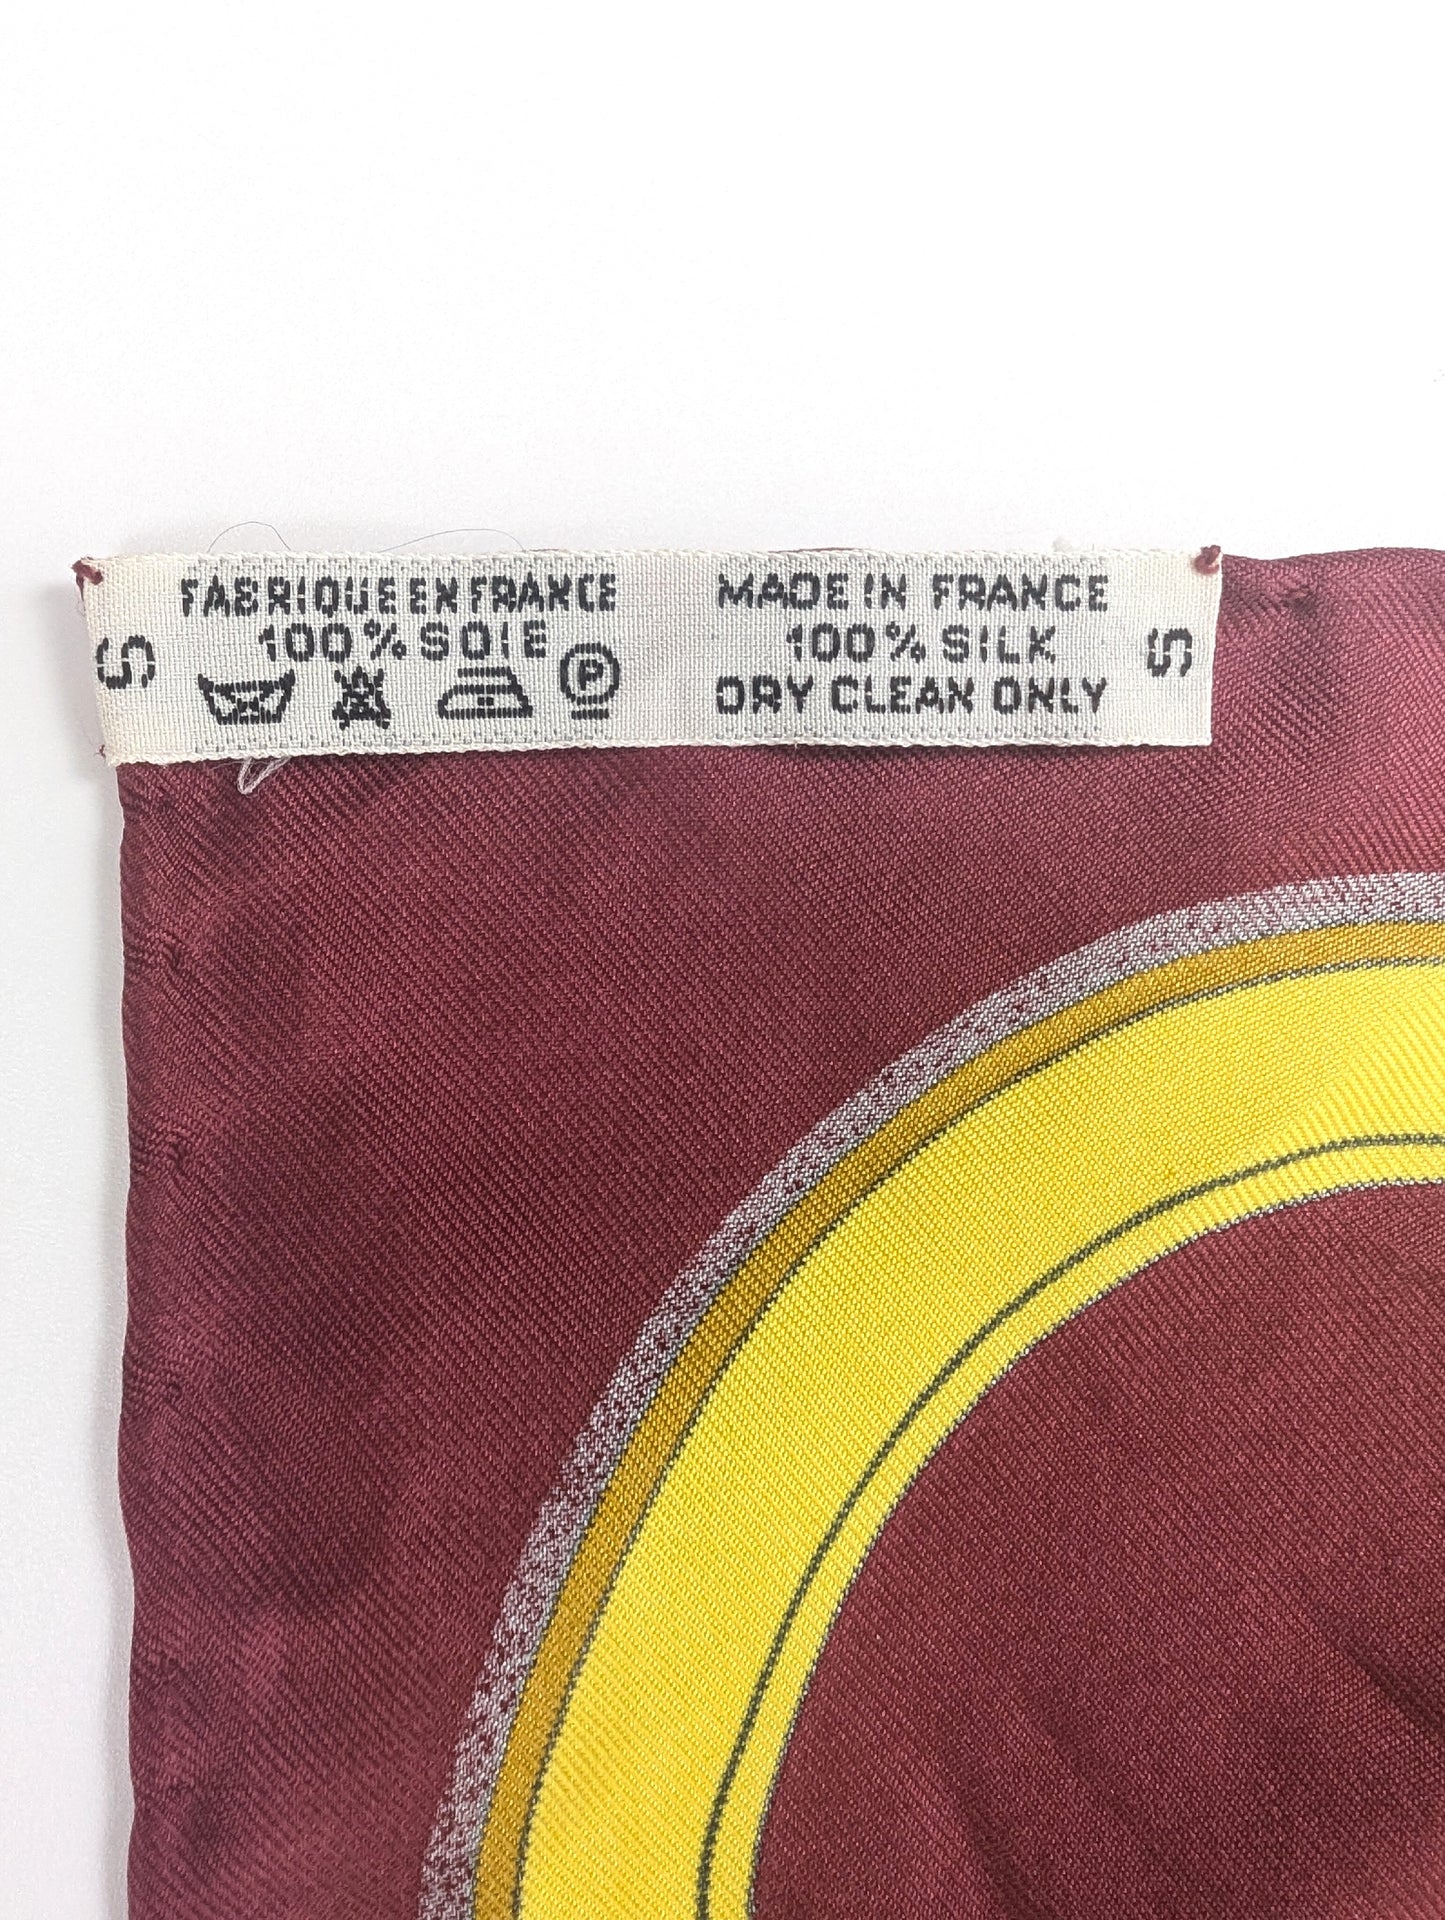 FABRIQUE EN FRANCE
100% SOIE
P
MADE IN FRANCE
100% SILK
DRY CLEAN ONLY
S
S